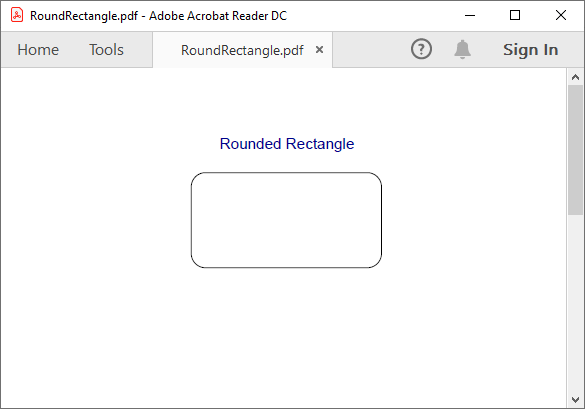 RoundRectangle.pdf - Adobe Acrobat Reader DC
Home Tools RoundRectangle.pdf × ? Sign In
Rounded Rectangle